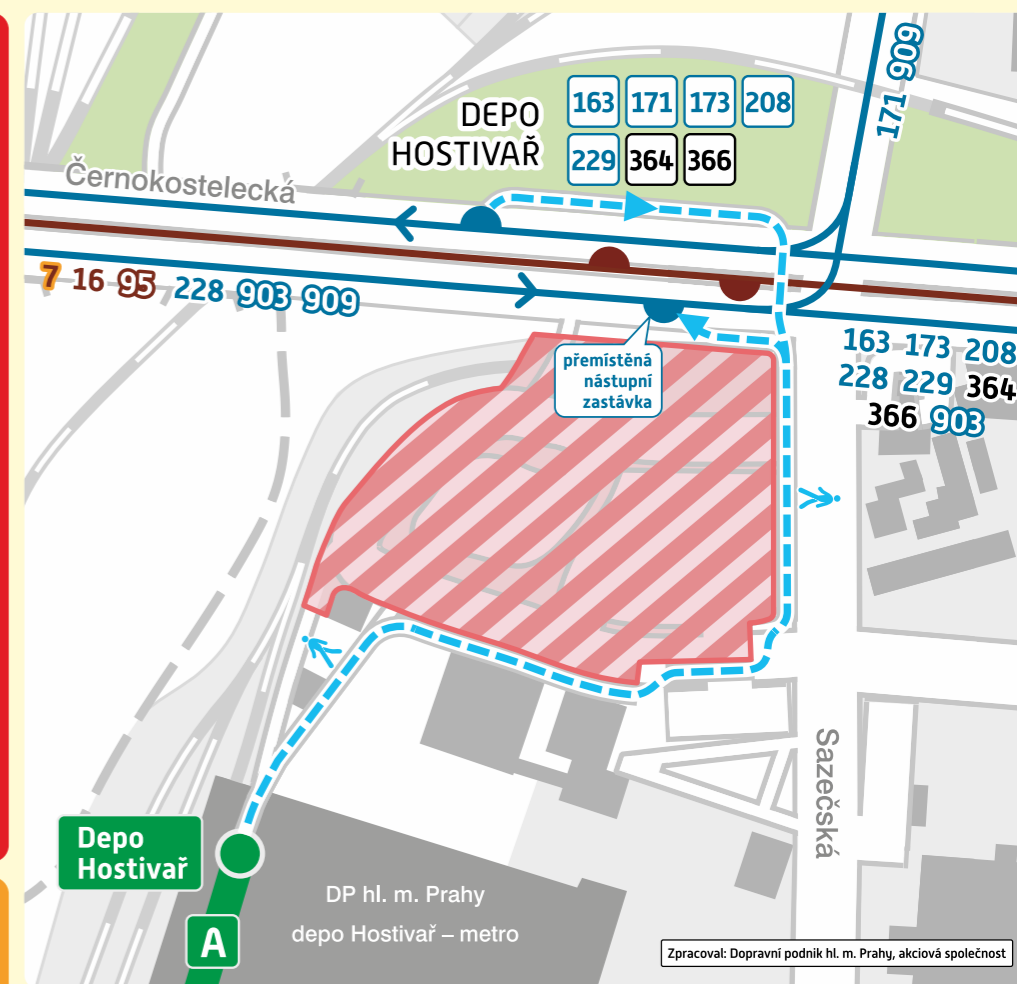 171 909
DEPO
HOSTIVAŘ
163 171 173 208
229 364 366
Černokostelecká
7 16 95 228 903 909
přemístěná
nástupní
zastávka
163 173 208
228 229 364
366 903
Sazečská
Depo
Hostivař
A
DP hl. m. Prahy
depo Hostivař – metro
Zpracoval: Dopravní podnik hl. m. Prahy, akciová společnost